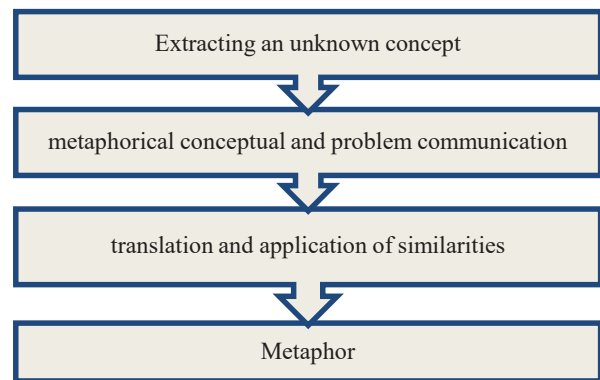 Extracting an unknown concept
metaphorical conceptual and problem communication
translation and application of similarities
Metaphor